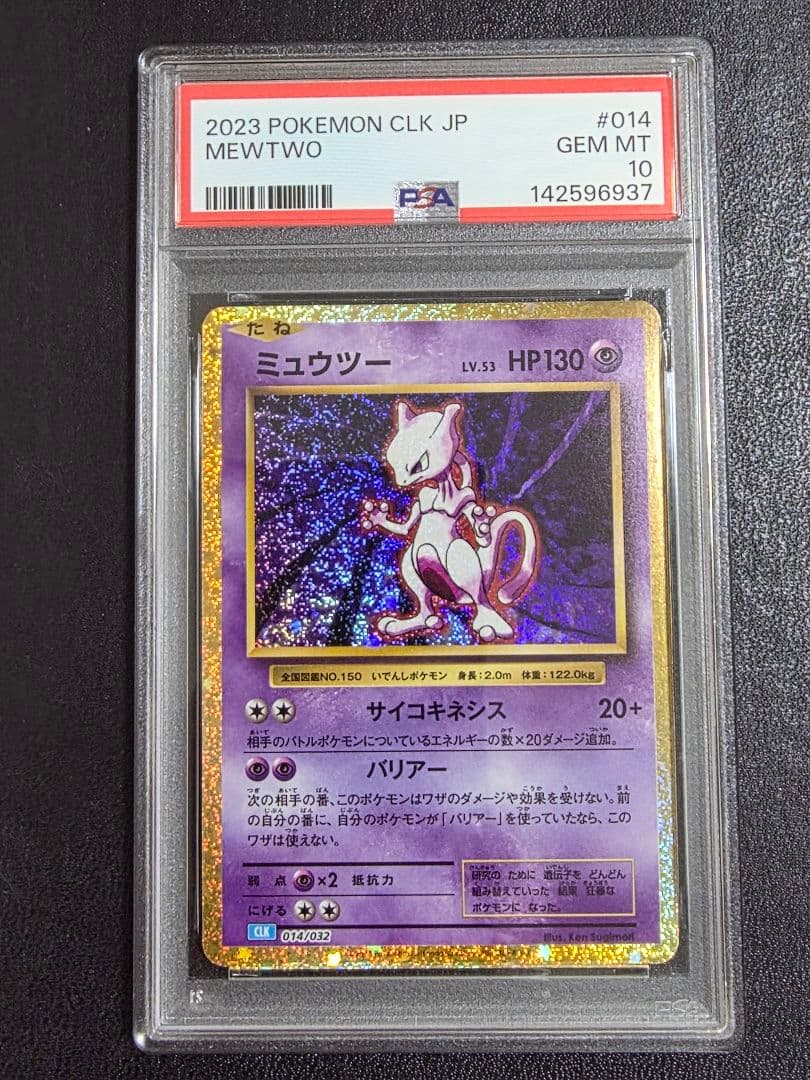 2023 POKEMON CLK JP #014
MEWTWO GEM MT
10
PSA 142596937
たね
ミュウツー LV.53 HP130
全国図鑑NO.150 いでんしポケモン 身長:2.0m 体重:122.0kg
サイコキネシス 20+
相手のバトルポケモンについているエネルギーの数×20ダメージ追加。
バリアー
次の相手の番、このポケモンはワザのダメージや効果を受けない。前
の自分の番に、自分のポケモンが「バリアー」を使っていたなら、この
ワザは使えない。
弱点 ×2 抵抗力
研究の ために 遺伝子を どんどん
組み替えていった 結果 狂暴な
ポケモンに なった。
にげる
CLK 014/032
Illus. Ken Sugimori
PSA